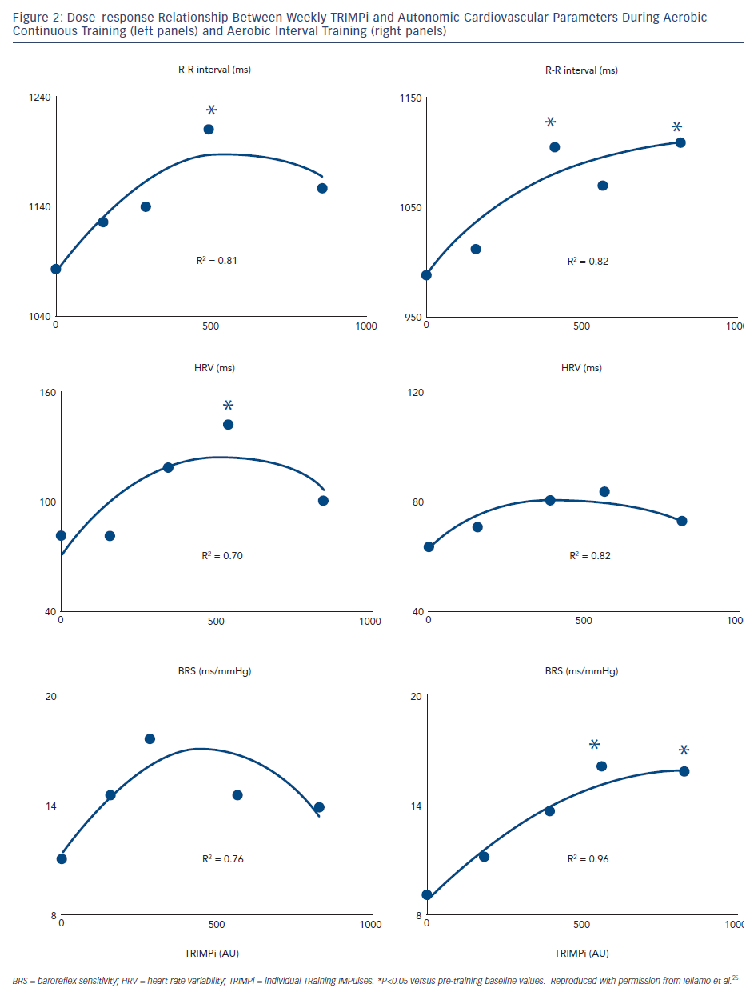 Figure 2: Dose–response Relationship Between Weekly TRIMPi and Autonomic Cardiovascular Parameters During Aerobic
Continuous Training (left panels) and Aerobic Interval Training (right panels)
R-R interval (ms)
1240
*
1140
R² = 0.81
1040
0
500
1000
R-R interval (ms)
1150
*
*
1050
R² = 0.82
950
0
500
100
HRV (ms)
160
*
100
R² = 0.70
40
0
500
1000
HRV (ms)
120
80
R² = 0.82
40
0
500
100
BRS (ms/mmHg)
20
14
R² = 0.76
8
0
500
1000
TRIMPi (AU)
BRS (ms/mmHg)
20
*
*
14
R² = 0.96
8
0
500
1000
TRIMPi (AU)
BRS = baroreflex sensitivity; HRV = heart rate variability; TRIMPi = individual TRaining IMPulses. *P<0.05 versus pre-training baseline values. Reproduced with permission from Iellamo et al.²⁵